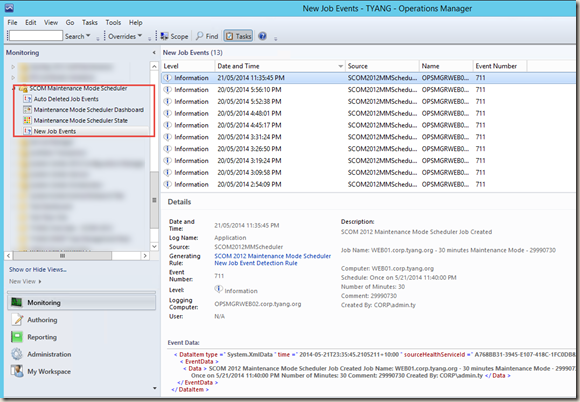 New Job Events - TYANG - Operations Manager
File Edit View Go Tasks Tools Help
Search Overrides Scope Find Tasks
Monitoring
SCOM Maintenance Mode Scheduler
Auto Deleted Job Events
Maintenance Mode Scheduler Dashboard
Maintenance Mode Scheduler State
New Job Events
Show or Hide Views...
New View
Monitoring
Authoring
Reporting
Administration
My Workspace
New Job Events (13)
Level Date and Time Source Name Event Number
Information 21/05/2014 11:35:45 PM SCOM2012MMSchedu... OPSMGRWEB0... 711
Information 20/05/2014 5:56:10 PM SCOM2012MMSchedu... OPSMGRWEB0... 711
Information 20/05/2014 5:52:38 PM SCOM2012MMSchedu... OPSMGRWEB0... 711
Information 20/05/2014 4:48:01 PM SCOM2012MMSchedu... OPSMGRWEB0... 711
Information 20/05/2014 4:45:15 PM SCOM2012MMSchedu... OPSMGRWEB0... 711
Information 20/05/2014 3:31:24 PM SCOM2012MMSchedu... OPSMGRWEB0... 711
Information 20/05/2014 3:26:50 PM SCOM2012MMSchedu... OPSMGRWEB0... 711
Information 20/05/2014 3:19:24 PM SCOM2012MMSchedu... OPSMGRWEB0... 711
Information 20/05/2014 3:09:58 PM SCOM2012MMSchedu... OPSMGRWEB0... 711
Information 20/05/2014 2:54:09 PM SCOM2012MMSchedu... OPSMGRWEB0... 711
Details
Date and Time: 21/05/2014 11:35:45 PM
Log Name: Application
Source: SCOM2012MMScheduler
Generating Rule: SCOM 2012 Maintenance Mode Scheduler New Job Event Detection Rule
Event Number: 711
Level: Information
Logging Computer: OPSMGRWEB02.corp.tyang.org
User: N/A
Description:
SCOM 2012 Maintenance Mode Scheduler Job Created
Job Name: WEB01.corp.tyang.org - 30 minutes Maintenance Mode - 29990730
Computer: WEB01.corp.tyang.org
Schedule: Once on 5/21/2014 11:40:00 PM
Number of Minutes: 30
Comment: 29990730
Created By: CORP\admin.ty
Event Data:
< DataItem type =" System.XmlData " time =" 2014-05-21T23:35:45.2105211+10:00 " sourceHealthServiceId =" A768BB31-3945-E107-418C-1FC0DB8
< EventData >
< Data > SCOM 2012 Maintenance Mode Scheduler Job Created Job Name: WEB01.corp.tyang.org - 30 minutes Maintenance Mode - 29990730
Once on 5/21/2014 11:40:00 PM Number of Minutes: 30 Comment: 29990730 Created By: CORP\admin.ty </ Data >
</ EventData >
</ DataItem >